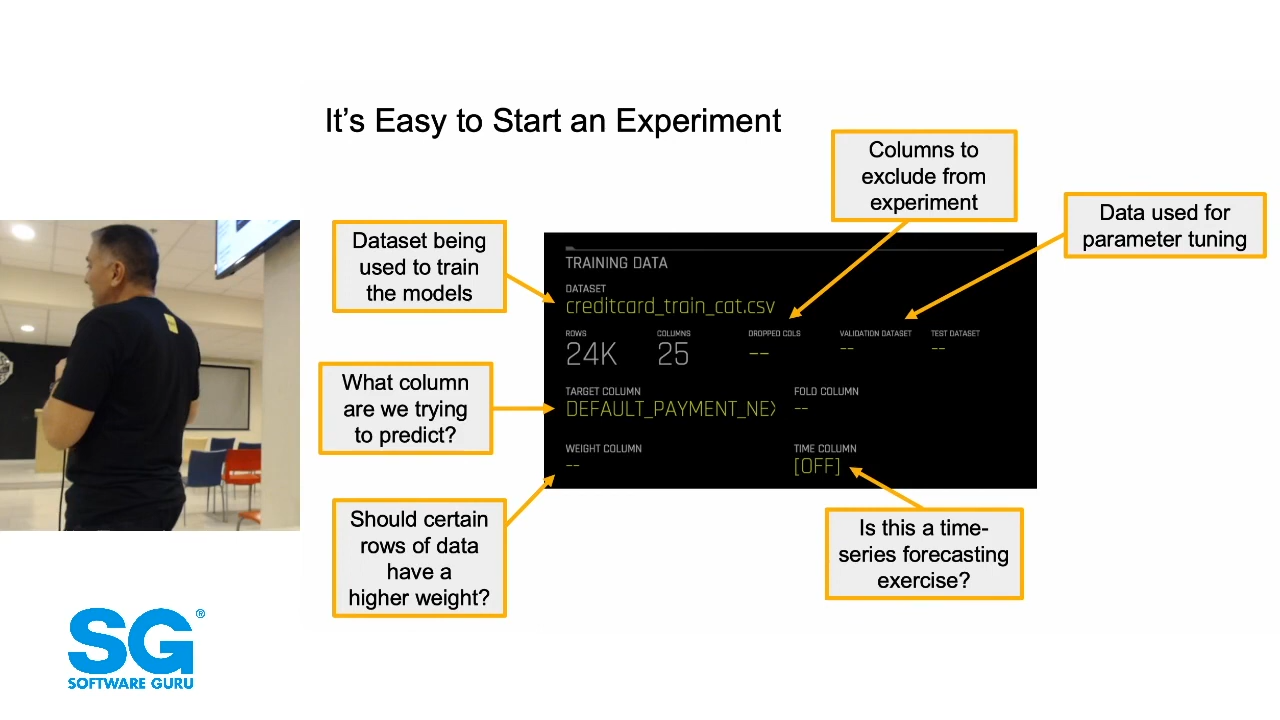 It's Easy to Start an Experiment
Columns to
exclude from
experiment
Data used for
parameter tuning
Dataset being
used to train
the models
TRAINING DATA
DATASET
creditcard_train_cat.csv
ROWS
COLUMNS
DROPPED COLS
VALIDATION DATASET
TEST DATASET
24K
25
--
--
--
What column
are we trying
to predict?
TARGET COLUMN
FOLD COLUMN
DEFAULT_PAYMENT_NEX
--
WEIGHT COLUMN
TIME COLUMN
--
[OFF]
Should certain
rows of data
have a
higher weight?
Is this a time-
series forecasting
exercise?
SG®
SOFTWARE GURU